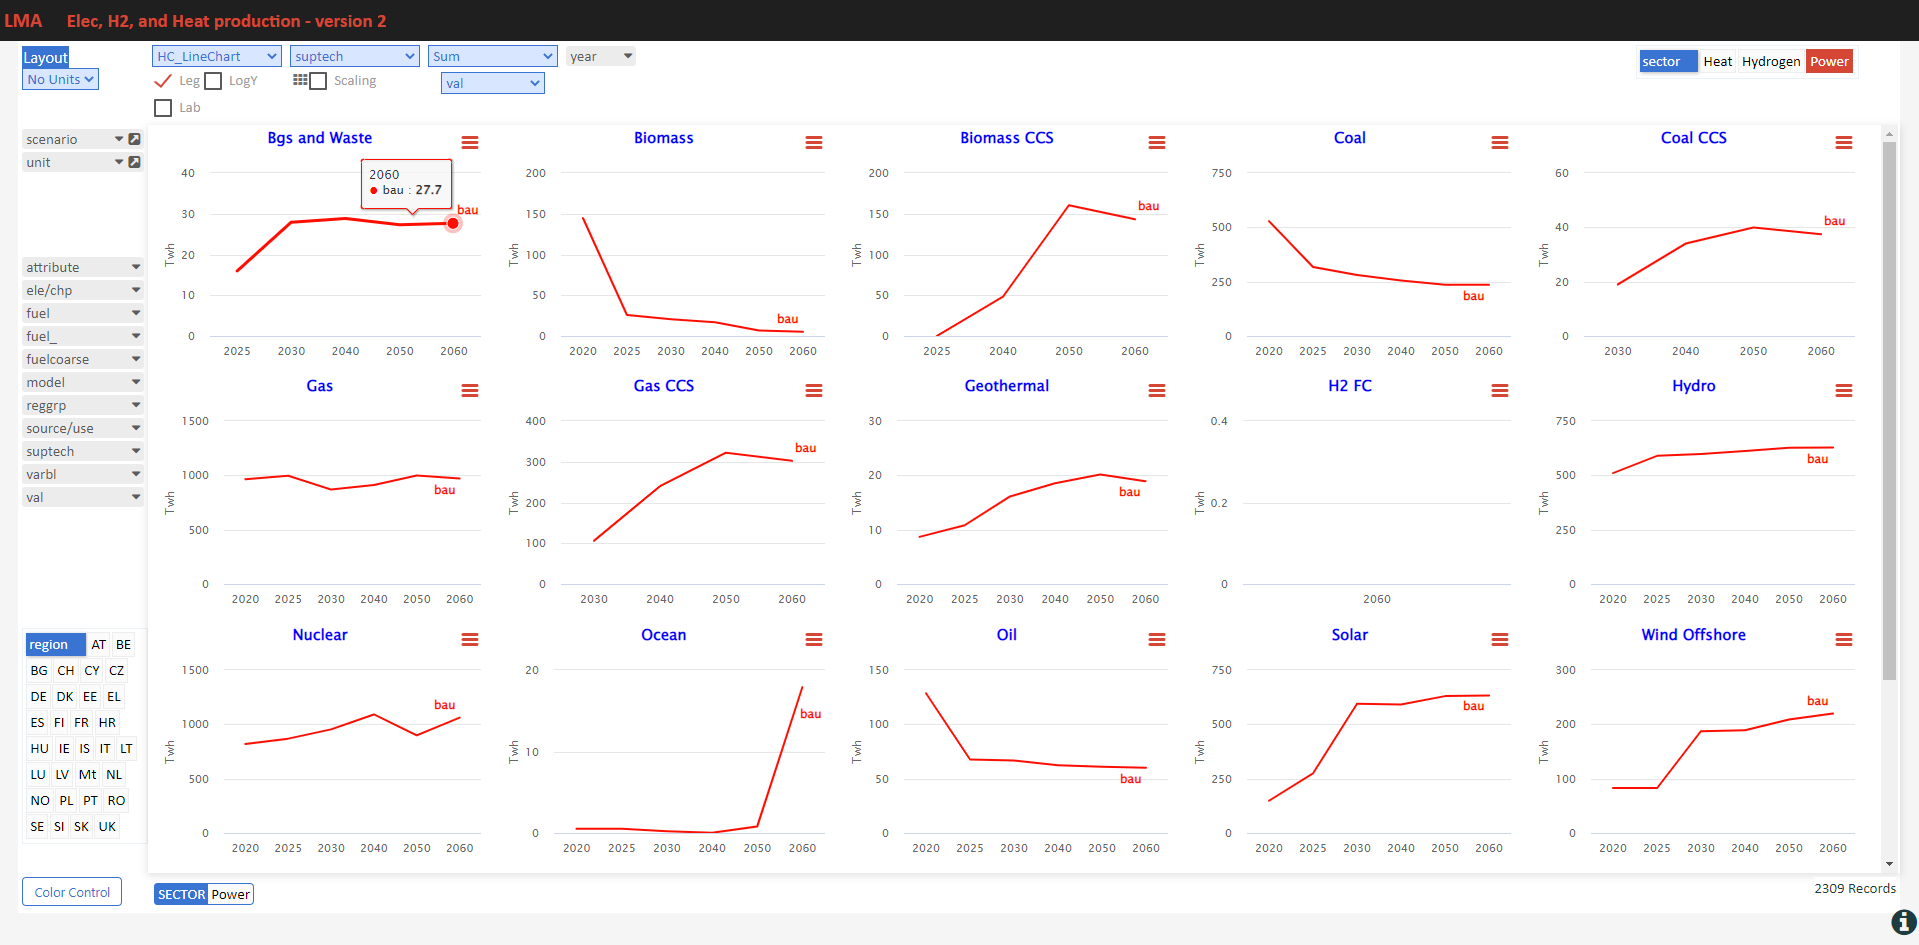 LMA Elec, H2, and Heat production - version 2
Layout
No Units
HC_LineChart suptech Sum year
Leg LogY Scaling val
Lab
sector Heat Hydrogen Power
scenario
unit
attribute
ele/chp
fuel
fuel_
fuelcoarse
model
reggrp
source/use
suptech
varbl
val
region AT BE
BG CH CY CZ
DE DK EE EL
ES FI FR HR
HU IE IS IT LT
LU LV Mt NL
NO PL PT RO
SE SI SK UK
Color Control
Bgs and Waste
40
30
20
10
0
Twh
2060
bau : 27.7
bau
2025 2030 2040 2050 2060
Biomass
200
150
100
50
0
Twh
bau
2020 2025 2030 2040 2050 2060
Biomass CCS
200
150
100
50
0
Twh
bau
2025 2040 2050 2060
Coal
750
500
250
0
Twh
bau
2020 2025 2030 2040 2050 2060
Coal CCS
60
40
20
0
Twh
bau
2030 2040 2050 2060
Gas
1500
1000
500
0
Twh
bau
2020 2025 2030 2040 2050 2060
Gas CCS
400
300
200
100
0
Twh
bau
2030 2040 2050 2060
Geothermal
30
20
10
0
Twh
bau
2020 2025 2030 2040 2050 2060
H2 FC
0.4
0.2
0
Twh
2060
Hydro
750
500
250
0
Twh
bau
2020 2025 2030 2040 2050 2060
Nuclear
1500
1000
500
0
Twh
bau
2020 2025 2030 2040 2050 2060
Ocean
20
10
0
Twh
bau
2020 2025 2030 2040 2050 2060
Oil
150
100
50
0
Twh
bau
2020 2025 2030 2040 2050 2060
Solar
750
500
250
0
Twh
bau
2020 2025 2030 2040 2050 2060
Wind Offshore
300
200
100
0
Twh
bau
2020 2025 2030 2040 2050 2060
SECTOR Power
2309 Records